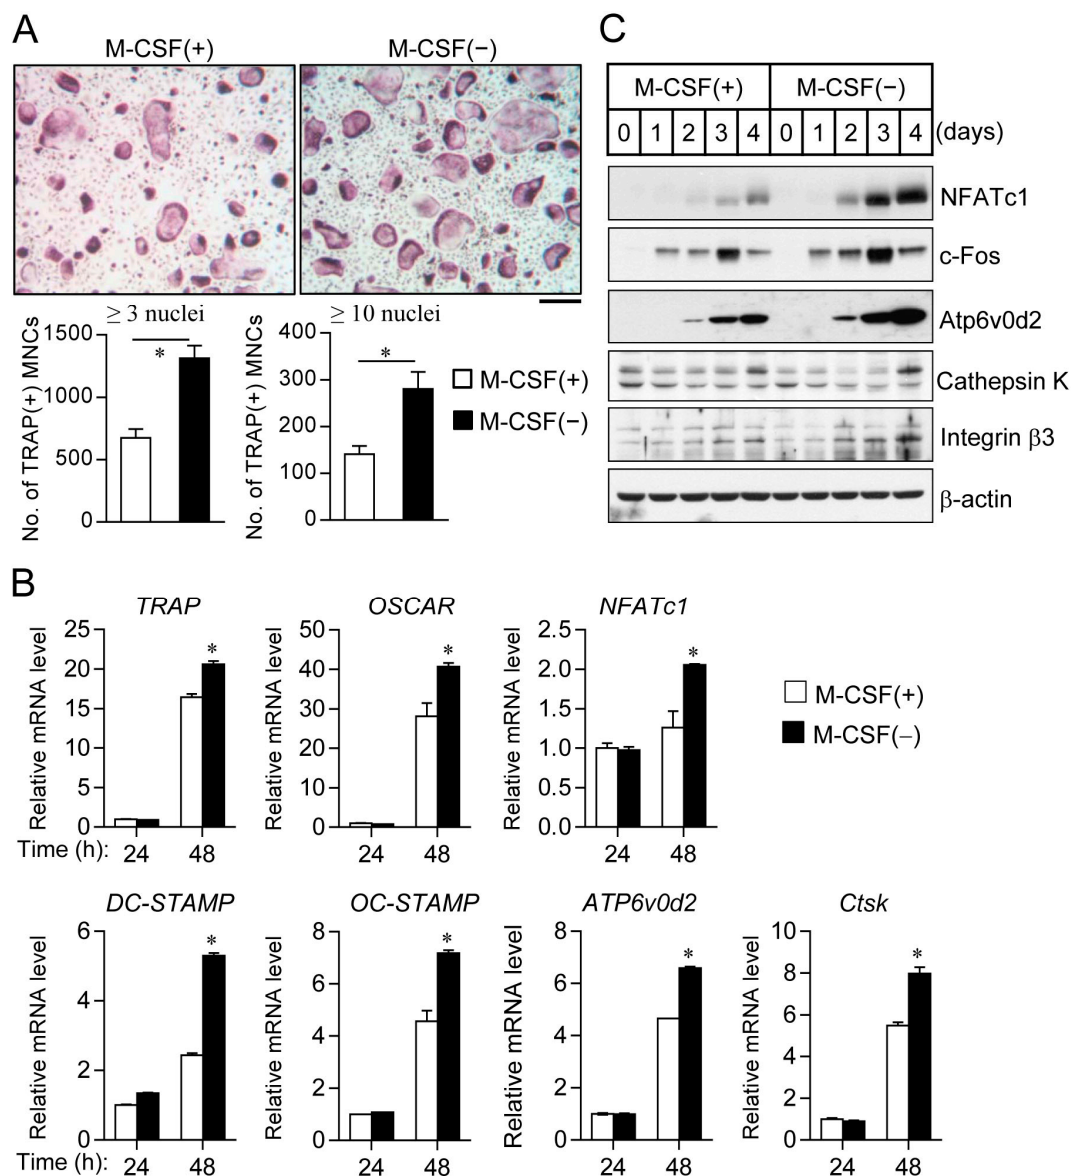 A
M-CSF(+)
M-CSF(−)
≥ 3 nuclei
No. of TRAP(+) MNCs
1500
1000
500
0
*
≥ 10 nuclei
No. of TRAP(+) MNCs
400
300
200
100
0
*
M-CSF(+)
M-CSF(−)
C
M-CSF(+) M-CSF(−)
0 1 2 3 4 0 1 2 3 4 (days)
NFATc1
c-Fos
Atp6v0d2
Cathepsin K
Integrin β3
β-actin
B
TRAP
Relative mRNA level
25
20
15
10
5
0
*
Time (h): 24 48
OSCAR
Relative mRNA level
50
40
30
20
10
0
*
24 48
NFATc1
Relative mRNA level
2.5
2.0
1.5
1.0
0.5
0.0
*
24 48
M-CSF(+)
M-CSF(−)
DC-STAMP
Relative mRNA level
6
4
2
0
*
Time (h): 24 48
OC-STAMP
Relative mRNA level
8
6
4
2
0
*
24 48
ATP6v0d2
Relative mRNA level
8
6
4
2
0
*
24 48
Ctsk
Relative mRNA level
10
8
6
4
2
0
*
24 48